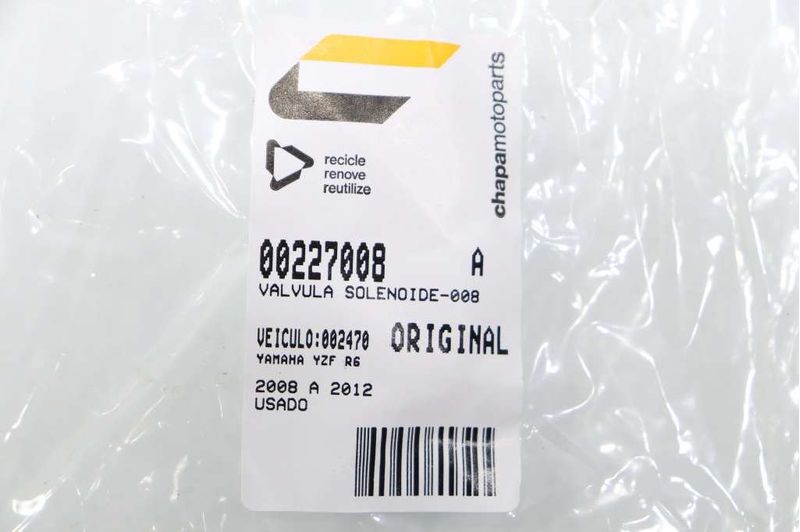 chapamotoparts
recicle
renove
reutilize
00227008 A
VALVULA SOLENOIDE-008
VEICULO:002470 ORIGINAL
YAMAHA YZF R6
2008 A 2012
USADO